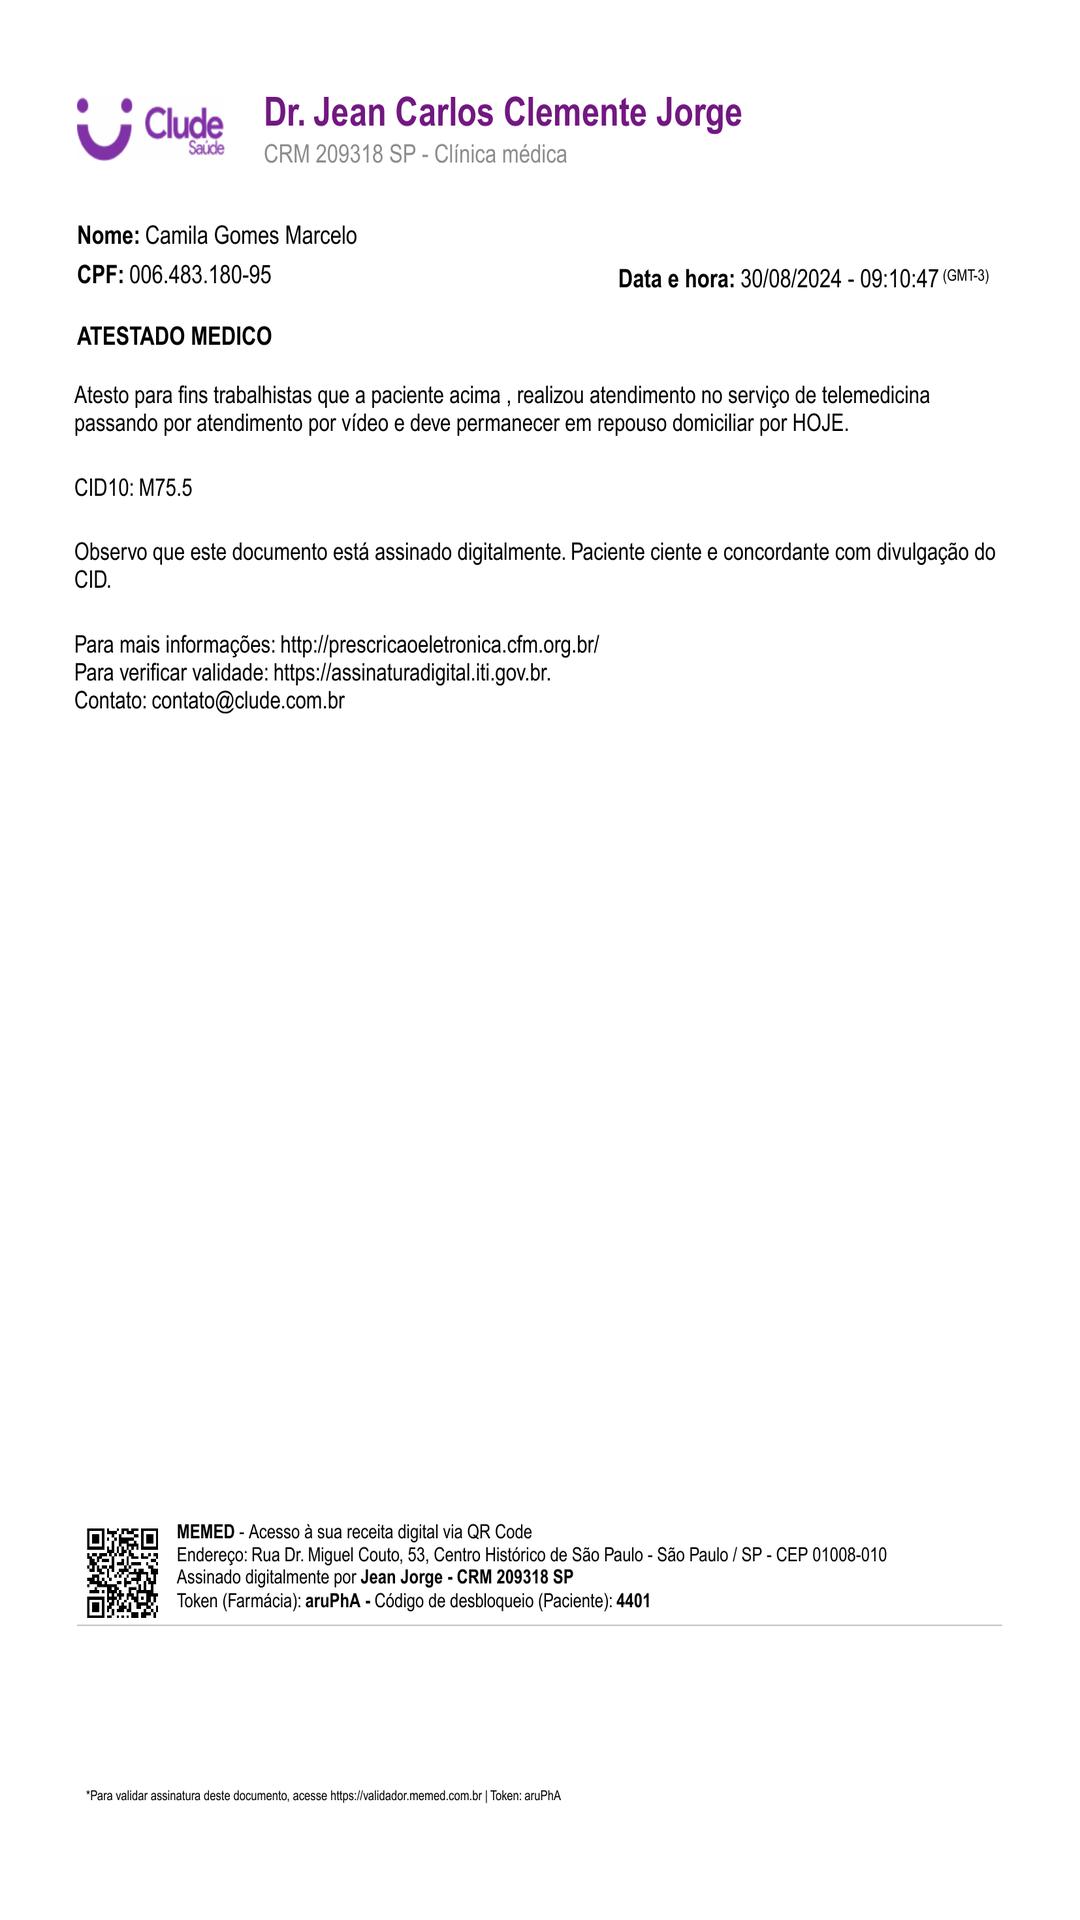 Clude
Saúde
Dr. Jean Carlos Clemente Jorge
CRM 209318 SP - Clínica médica
Nome: Camila Gomes Marcelo
CPF: 006.483.180-95
Data e hora: 30/08/2024 - 09:10:47 (GMT-3)
ATESTADO MEDICO
Atesto para fins trabalhistas que a paciente acima , realizou atendimento no serviço de telemedicina
passando por atendimento por vídeo e deve permanecer em repouso domiciliar por HOJE.
CID10: M75.5
Observo que este documento está assinado digitalmente. Paciente ciente e concordante com divulgação do
CID.
Para mais informações: http://prescricaoeletronica.cfm.org.br/
Para verificar validade: https://assinaturadigital.iti.gov.br.
Contato: contato@clude.com.br
MEMED - Acesso à sua receita digital via QR Code
Endereço: Rua Dr. Miguel Couto, 53, Centro Histórico de São Paulo - São Paulo / SP - CEP 01008-010
Assinado digitalmente por Jean Jorge - CRM 209318 SP
Token (Farmácia): aruPhA - Código de desbloqueio (Paciente): 4401
*Para validar assinatura deste documento, acesse https://validador.memed.com.br | Token: aruPhA